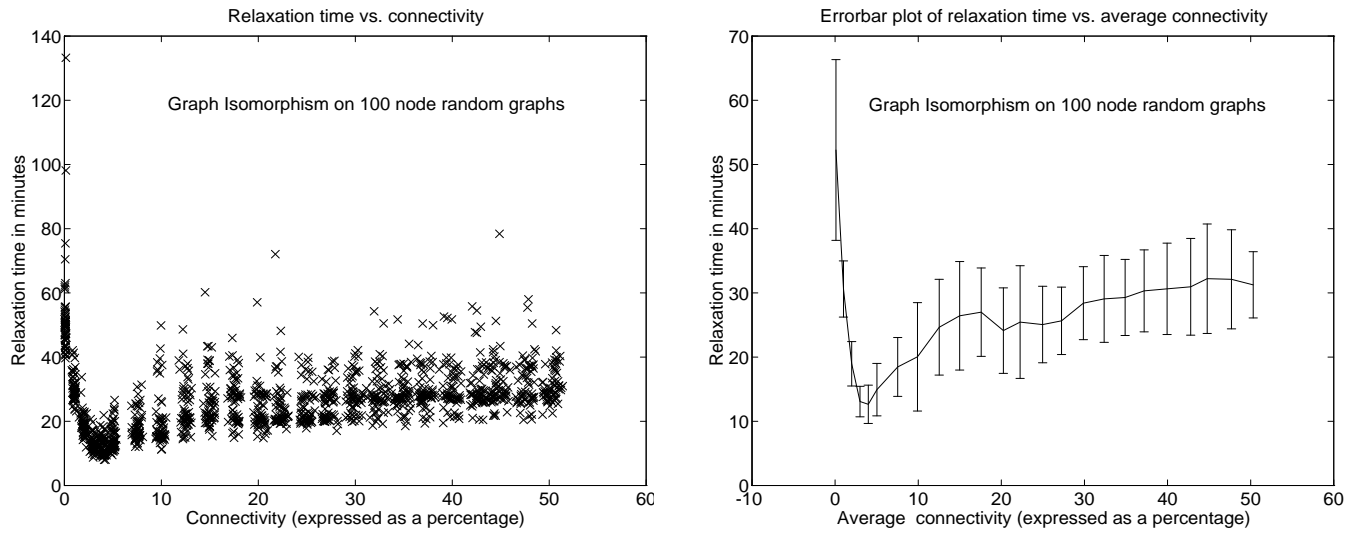 Relaxation time vs. connectivity
140
120
100
80
60
40
20
0
Relaxation time in minutes
Graph Isomorphism on 100 node random graphs
0 10 20 30 40 50 60
Connectivity (expressed as a percentage)
Errorbar plot of relaxation time vs. average connectivity
70
60
50
40
30
20
10
0
Relaxation time in minutes
Graph Isomorphism on 100 node random graphs
-10 0 10 20 30 40 50 60
Average connectivity (expressed as a percentage)